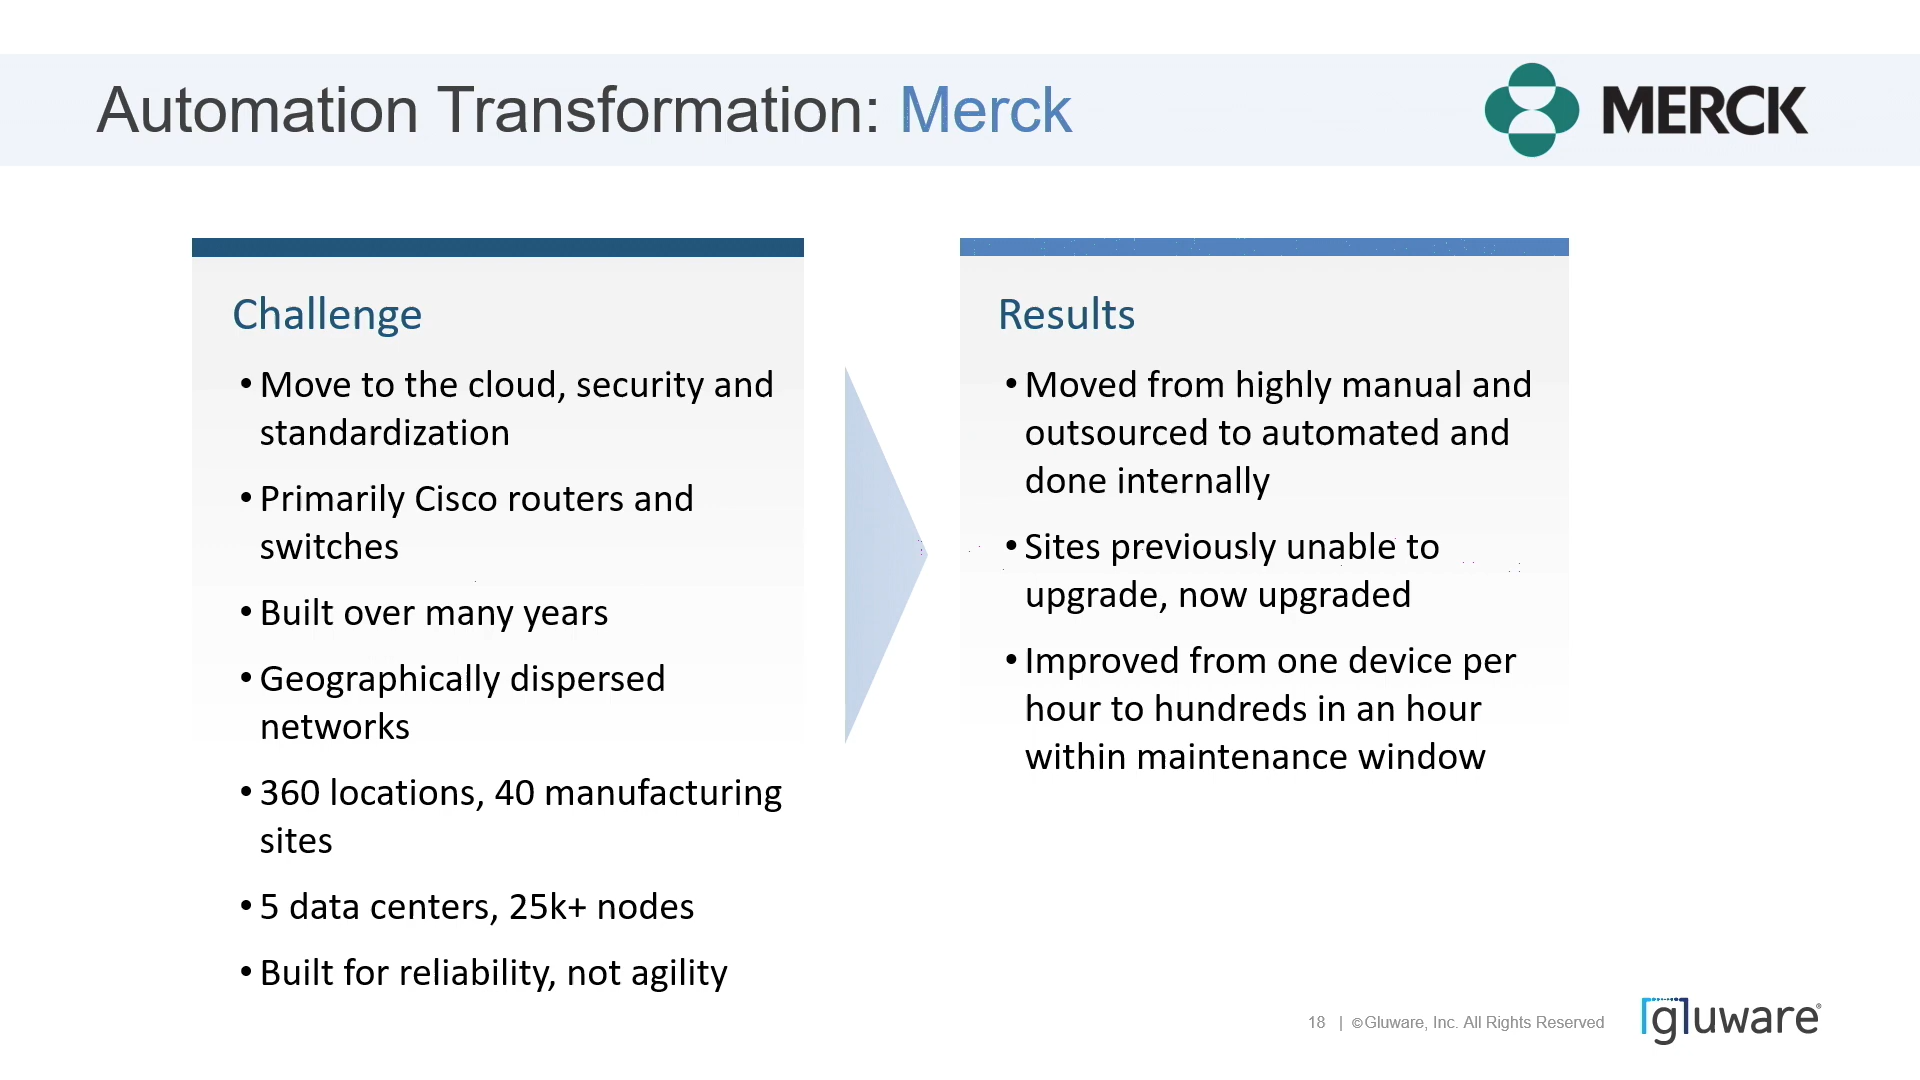 Automation Transformation: Merck
MERCK
Challenge
• Move to the cloud, security and
standardization
• Primarily Cisco routers and
switches
• Built over many years
• Geographically dispersed
networks
• 360 locations, 40 manufacturing
sites
• 5 data centers, 25k+ nodes
• Built for reliability, not agility
Results
• Moved from highly manual and
outsourced to automated and
done internally
• Sites previously unable to
upgrade, now upgraded
• Improved from one device per
hour to hundreds in an hour
within maintenance window
18 | ©Gluware, Inc. All Rights Reserved
gluware®